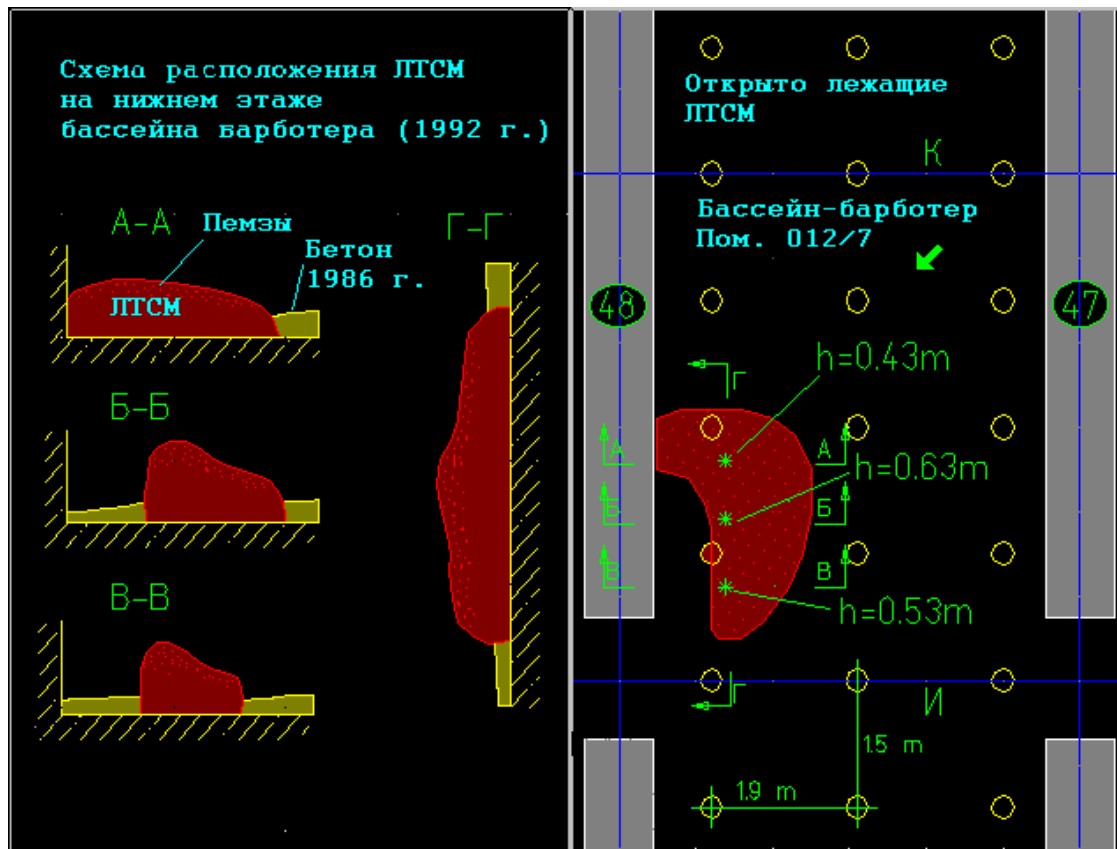 Схема расположения ЛТСМ
на нижнем этаже
бассейна барботера (1992 г.)
А-А
Пемзы
Бетон
1986 г.
ЛТСМ
Г-Г
Б-Б
В-В
Открыто лежащие
ЛТСМ
К
Бассейн-барботер
Пом. 012/7
48
47
h=0.43m
Г
А
А
h=0.63m
Б
Б
В
В
h=0.53m
Г
И
1.5 m
1.9 m